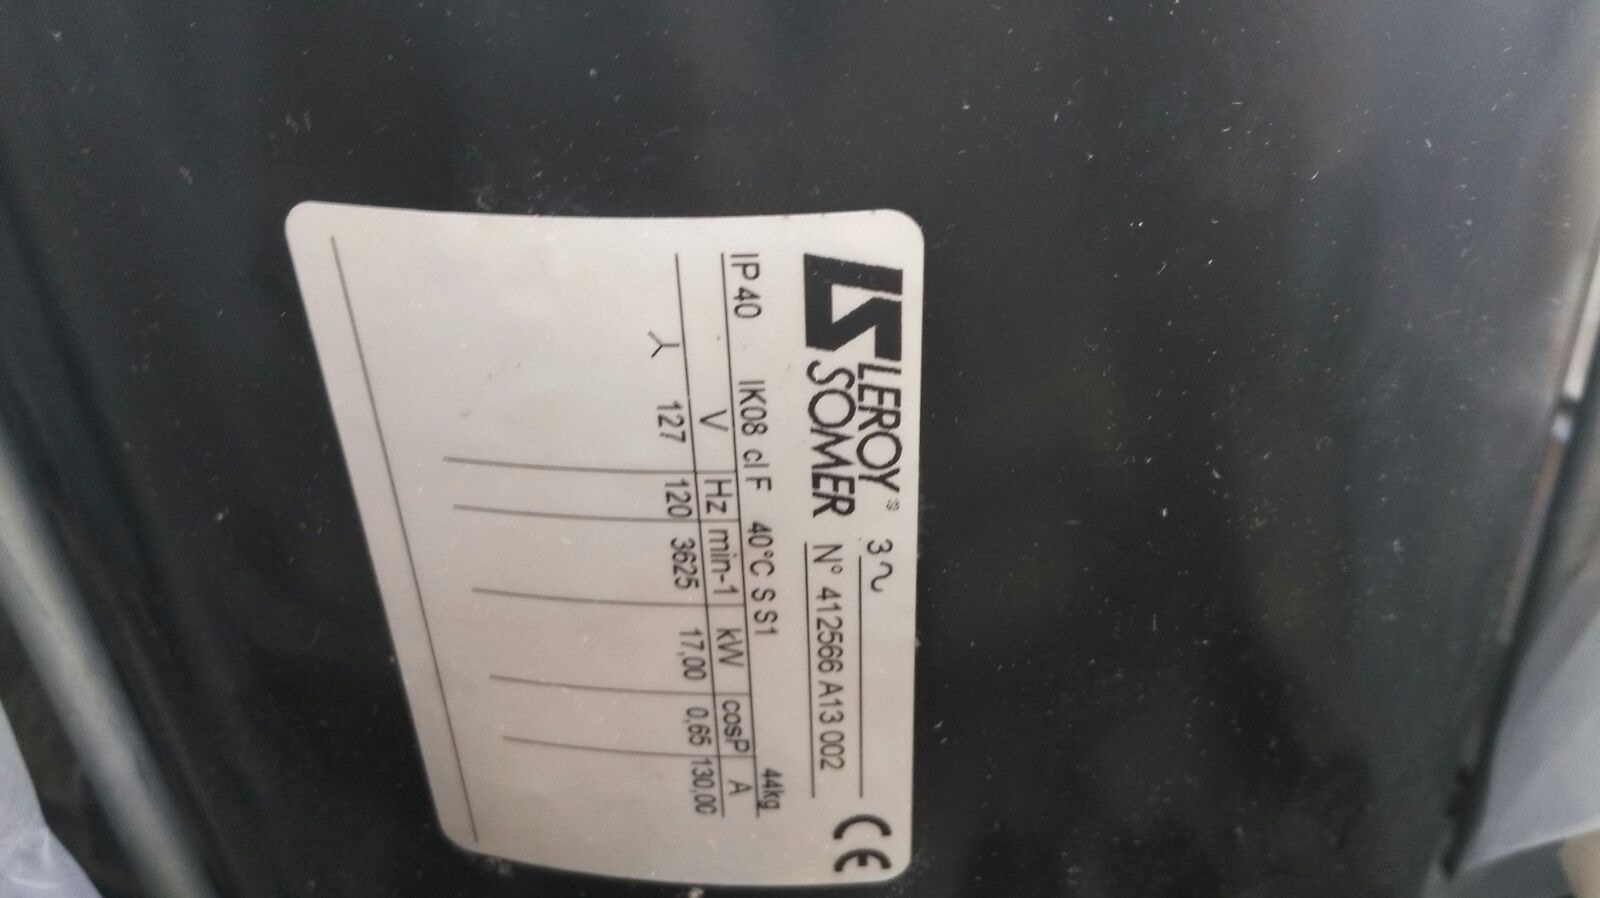 LEROY® 3~
SOMER N° 412566 A13 002
IP 40 IK08 cl F 40°C S S1 44kg
V Hz min-1 kW cosP A
127 120 3625 17,00 0,65 130,00
CE